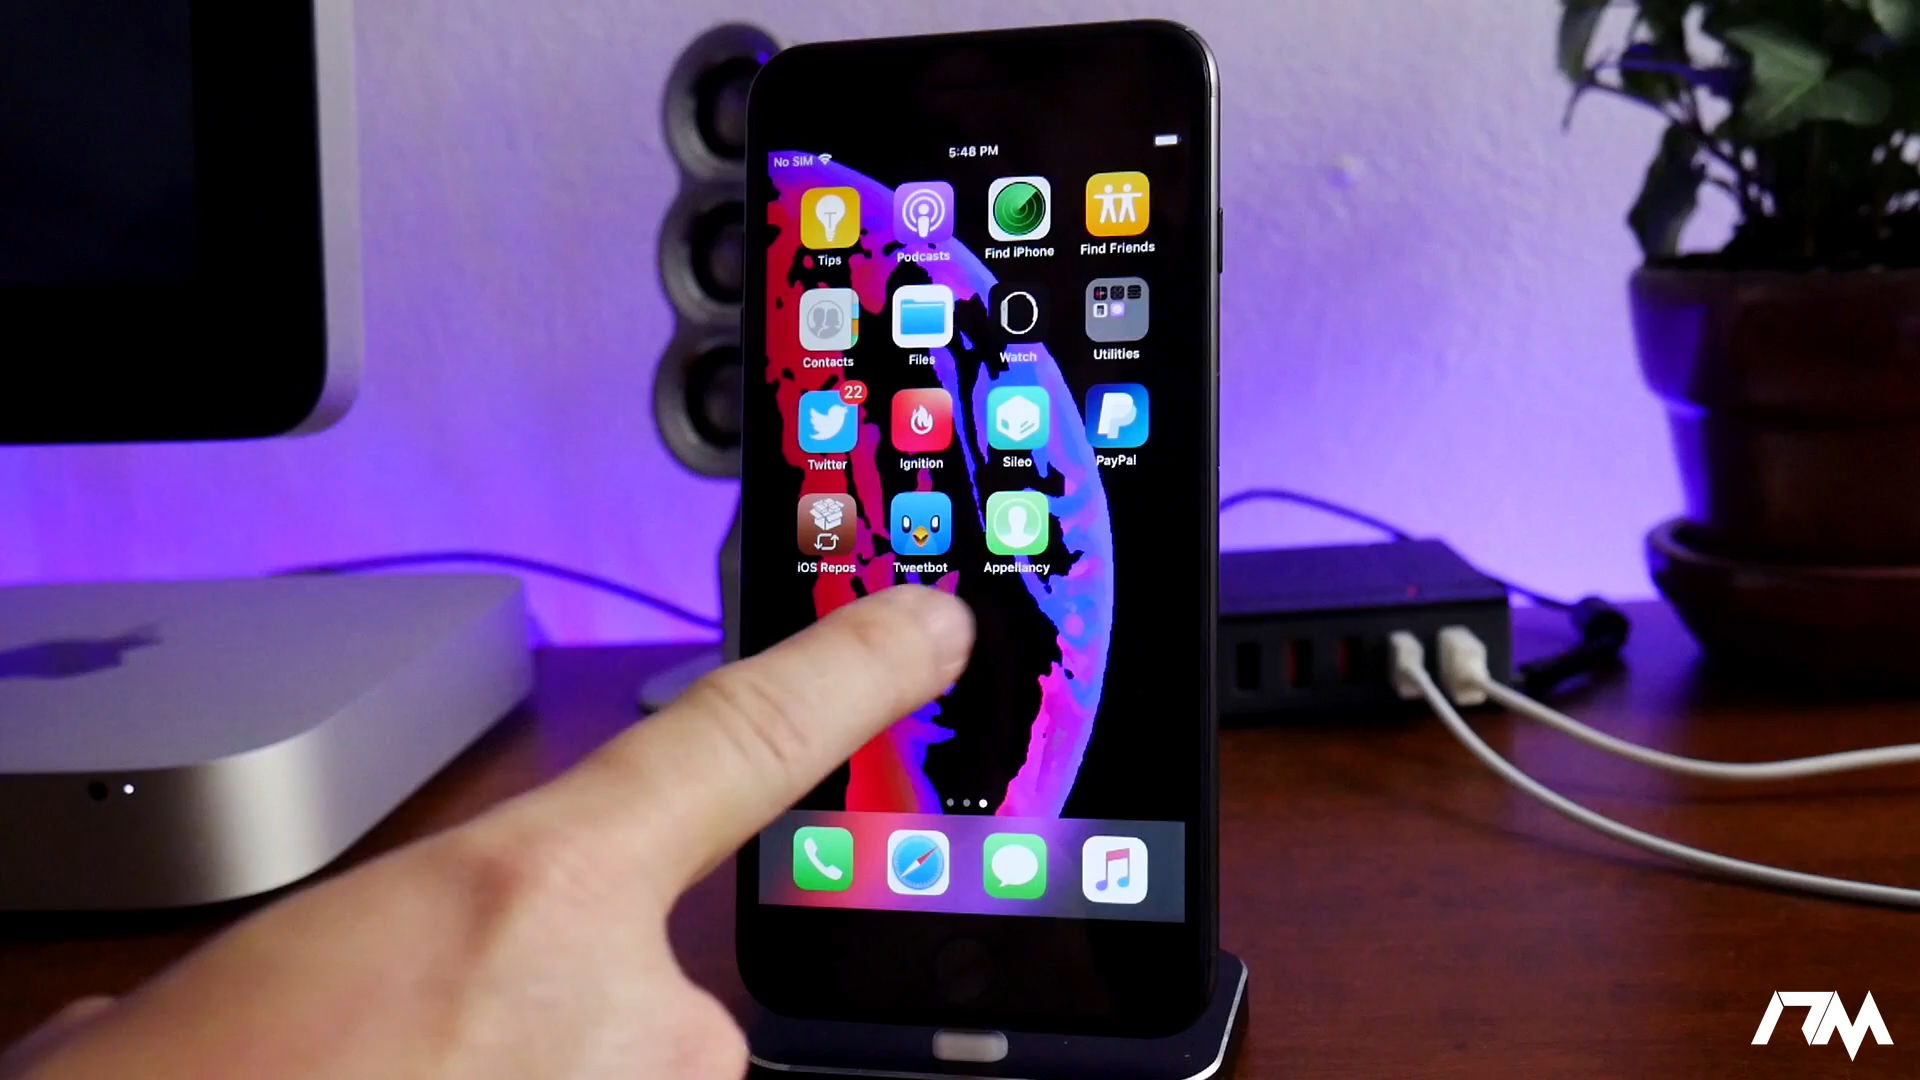 No SIM 5:48 PM
Tips Podcasts Find iPhone Find Friends
Contacts Files Watch Utilities
22
Twitter Ignition Sileo PayPal
iOS Repos Tweetbot Appellancy